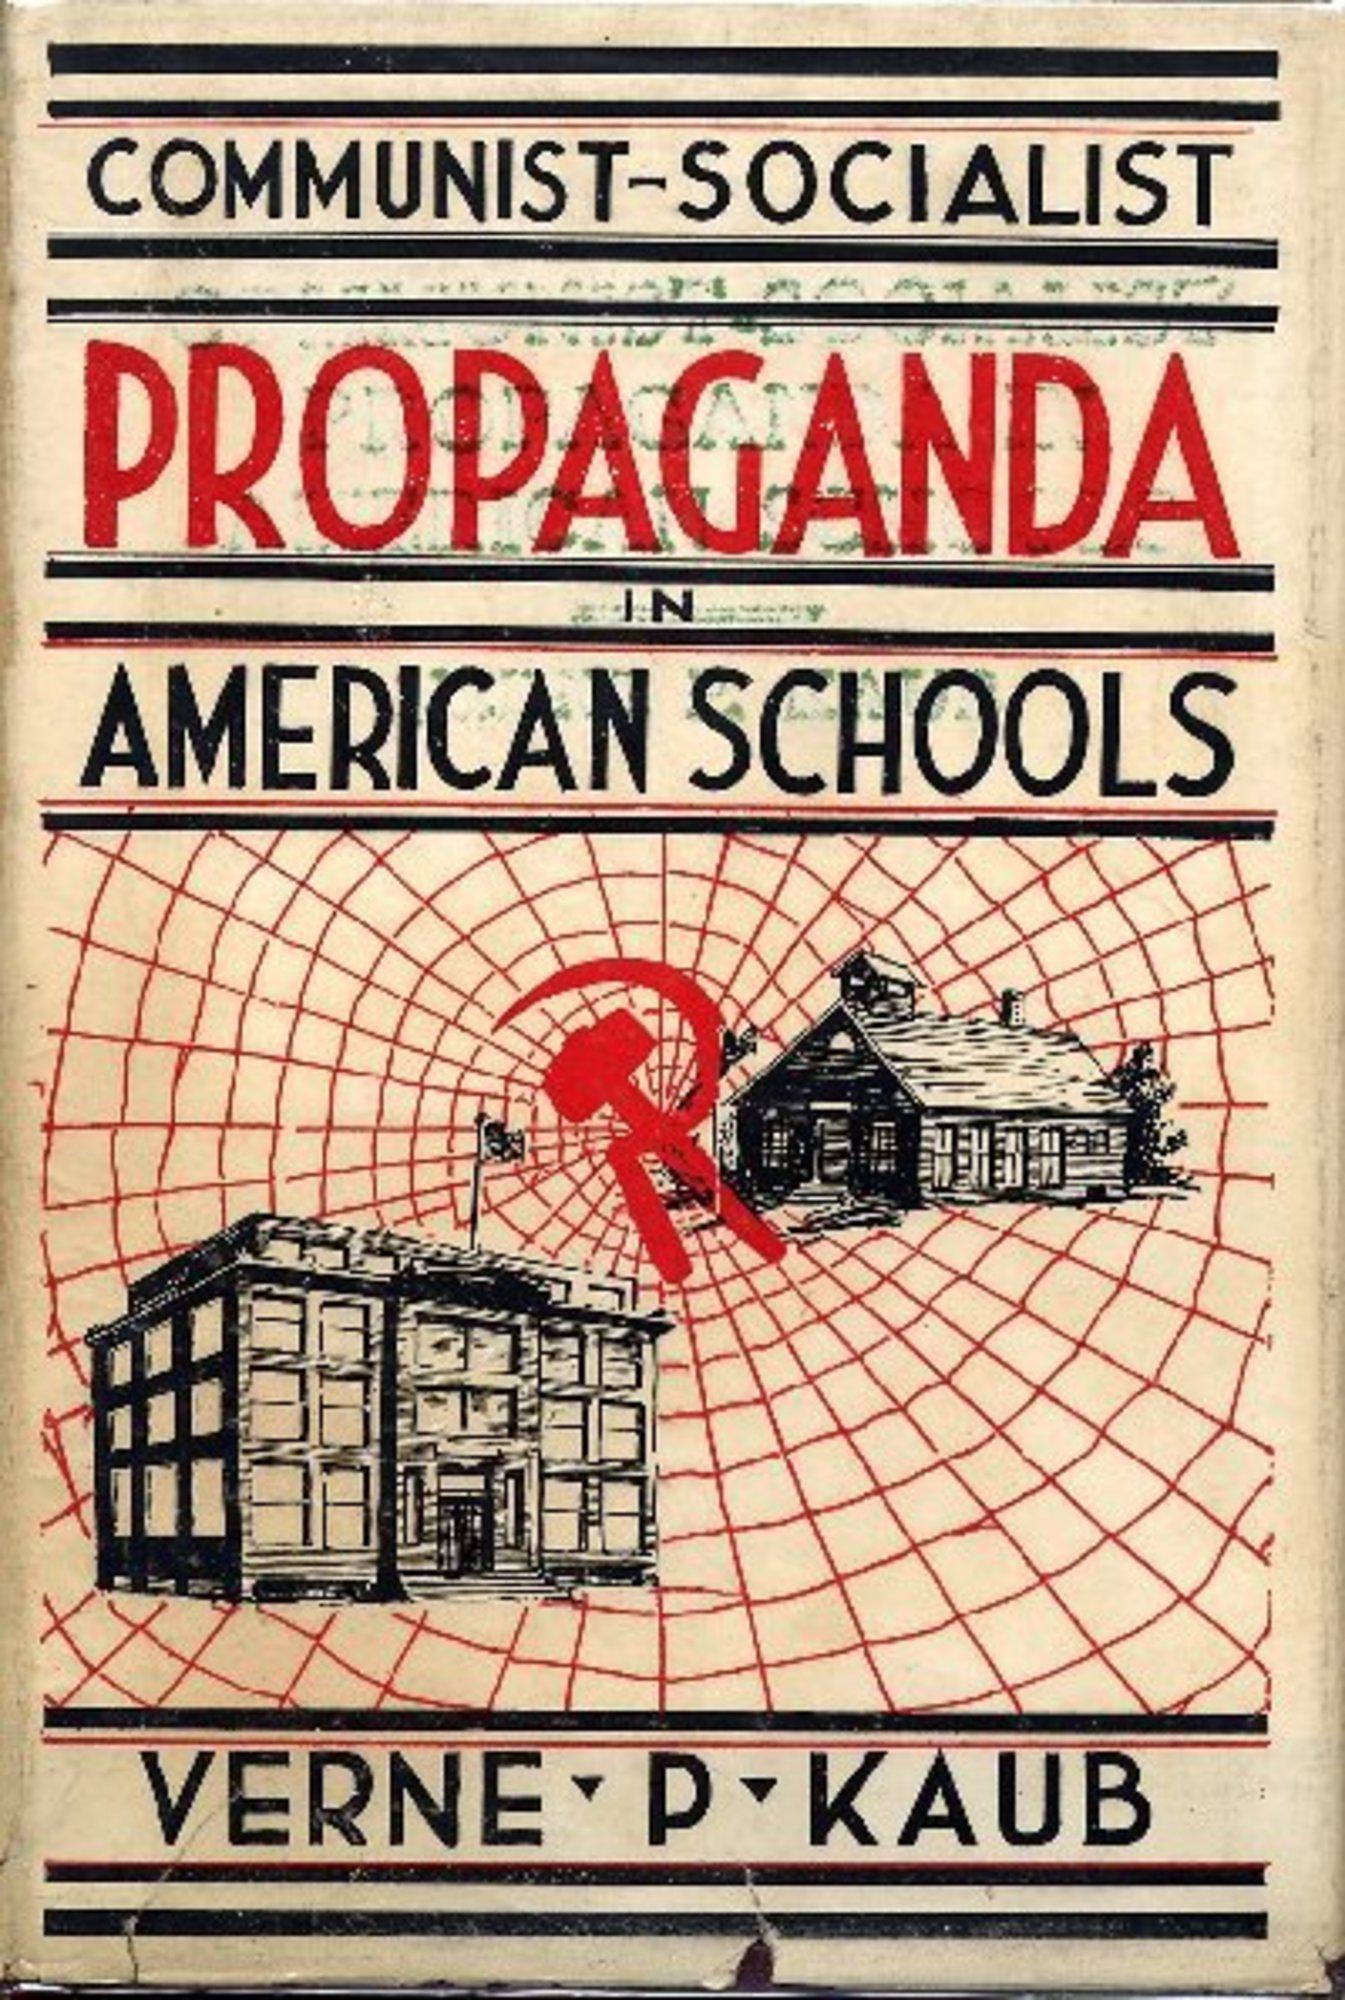 COMMUNIST-SOCIALIST
PROPAGANDA
IN
AMERICAN SCHOOLS
VERNE P KAUB